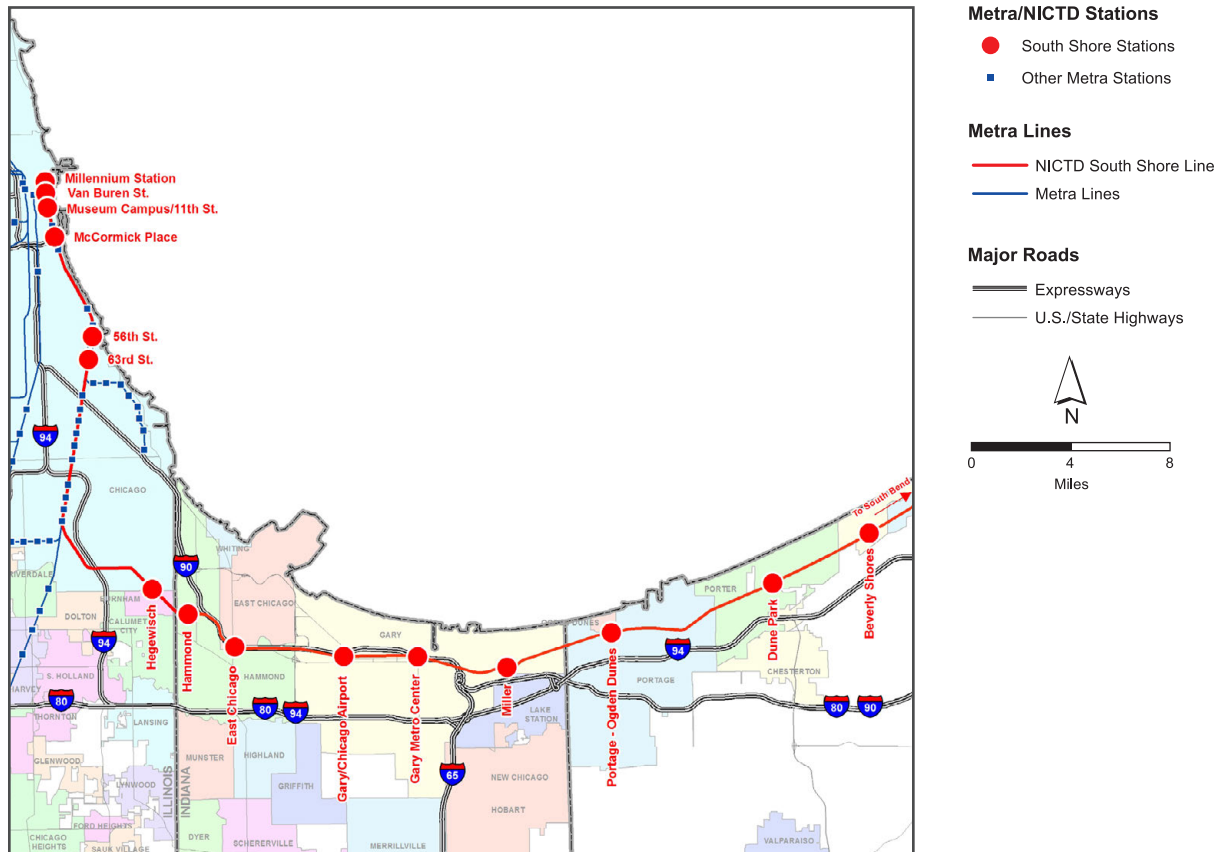 Millennium Station
Van Buren St.
Museum Campus/11th St.
McCormick Place
56th St.
63rd St.
94
CHICAGO
To South Bend
90
WHITING
RIVERDALE
BURNHAM
EAST CHICAGO
DOLTON
CALUMET
CITY
94
Hegewisch
Hammond
East Chicago
GARY
Gary/Chicago Airport
Gary Metro Center
Miller
Portage - Ogden Dunes
PORTER
Dune Park
Beverly Shores
94
CHESTERTON
PORTAGE
S. HOLLAND
HARVEY
80
THORNTON
LANSING
HAMMOND
80
94
LAKE
STATION
80
90
GLENWOOD
LYNWOOD
ILLINOIS
INDIANA
MUNSTER
HIGHLAND
GRIFFITH
65
NEW CHICAGO
HOBART
FORD HEIGHTS
CHICAGO
HEIGHTS
SAUK VILLAGE
DYER
SCHERERVILLE
MERRILLVILLE
VALPARAISO
Metra/NICTD Stations
South Shore Stations
Other Metra Stations
Metra Lines
NICTD South Shore Line
Metra Lines
Major Roads
Expressways
U.S./State Highways
N
0 4 8
Miles